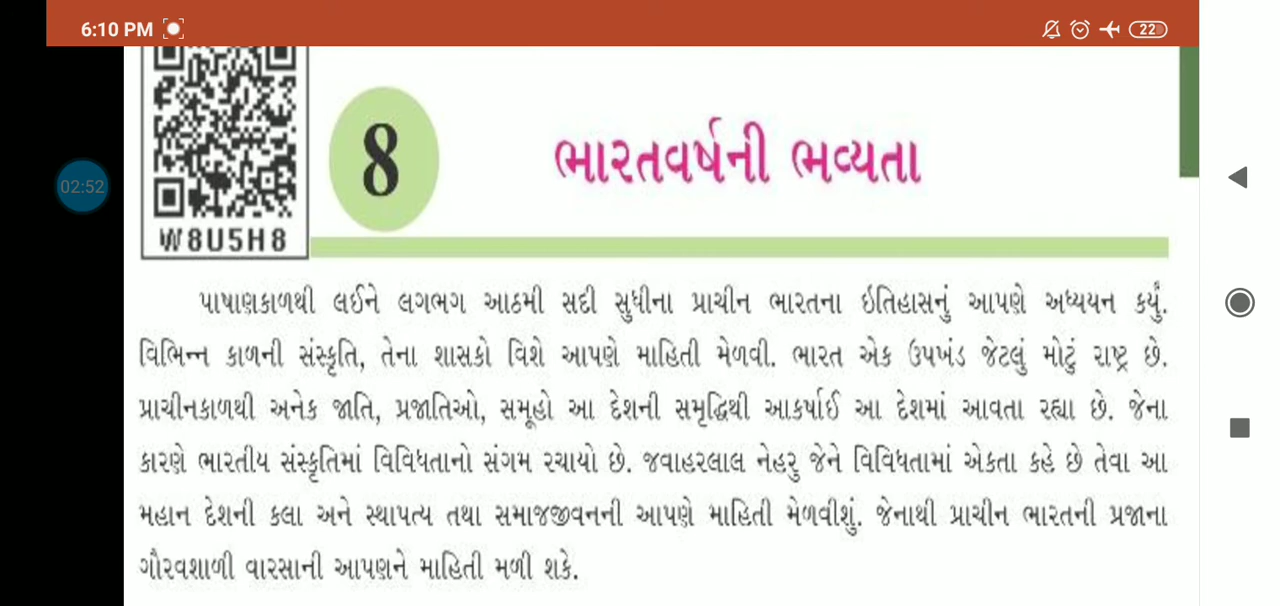 6:10 PM
22
02:52
W8U5H8
8
ભારતવર્ષની ભવ્યતા
પાષાણકાળથી લઈને લગભગ આઠમી સદી સુધીના પ્રાચીન ભારતના ઇતિહાસનું આપણે અધ્યયન કર્યું.
વિભિન્ન કાળની સંસ્કૃતિ, તેના શાસકો વિશે આપણે માહિતી મેળવી. ભારત એક ઉપખંડ જેટલું મોટું રાષ્ટ્ર છે.
પ્રાચીનકાળથી અનેક જાતિ, પ્રજાતિઓ, સમૂહો આ દેશની સમૃદ્ધિથી આકર્ષાઈ આ દેશમાં આવતા રહ્યા છે. જેના
કારણે ભારતીય સંસ્કૃતિમાં વિવિધતાનો સંગમ રચાયો છે. જવાહરલાલ નેહરુ જેને વિવિધતામાં એકતા કહે છે તેવા આ
મહાન દેશની કલા અને સ્થાપત્ય તથા સમાજજીવનની આપણે માહિતી મેળવીશું. જેનાથી પ્રાચીન ભારતની પ્રજાના
ગૌરવશાળી વારસાની આપણને માહિતી મળી શકે.